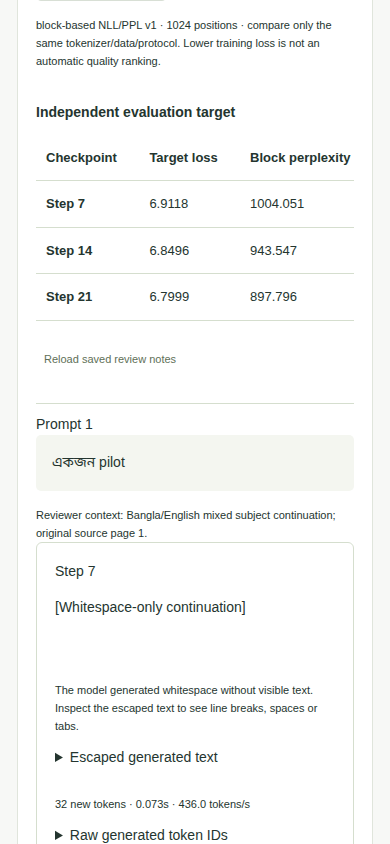 block-based NLL/PPL v1 · 1024 positions · compare only the
same tokenizer/data/protocol. Lower training loss is not an
automatic quality ranking.
Independent evaluation target
Checkpoint Target loss Block perplexity
Step 7 6.9118 1004.051
Step 14 6.8496 943.547
Step 21 6.7999 897.796
Reload saved review notes
Prompt 1
একজন pilot
Reviewer context: Bangla/English mixed subject continuation;
original source page 1.
Step 7
[Whitespace-only continuation]
The model generated whitespace without visible text.
Inspect the escaped text to see line breaks, spaces or
tabs.
▶ Escaped generated text
32 new tokens · 0.073s · 436.0 tokens/s
▶ Raw generated token IDs